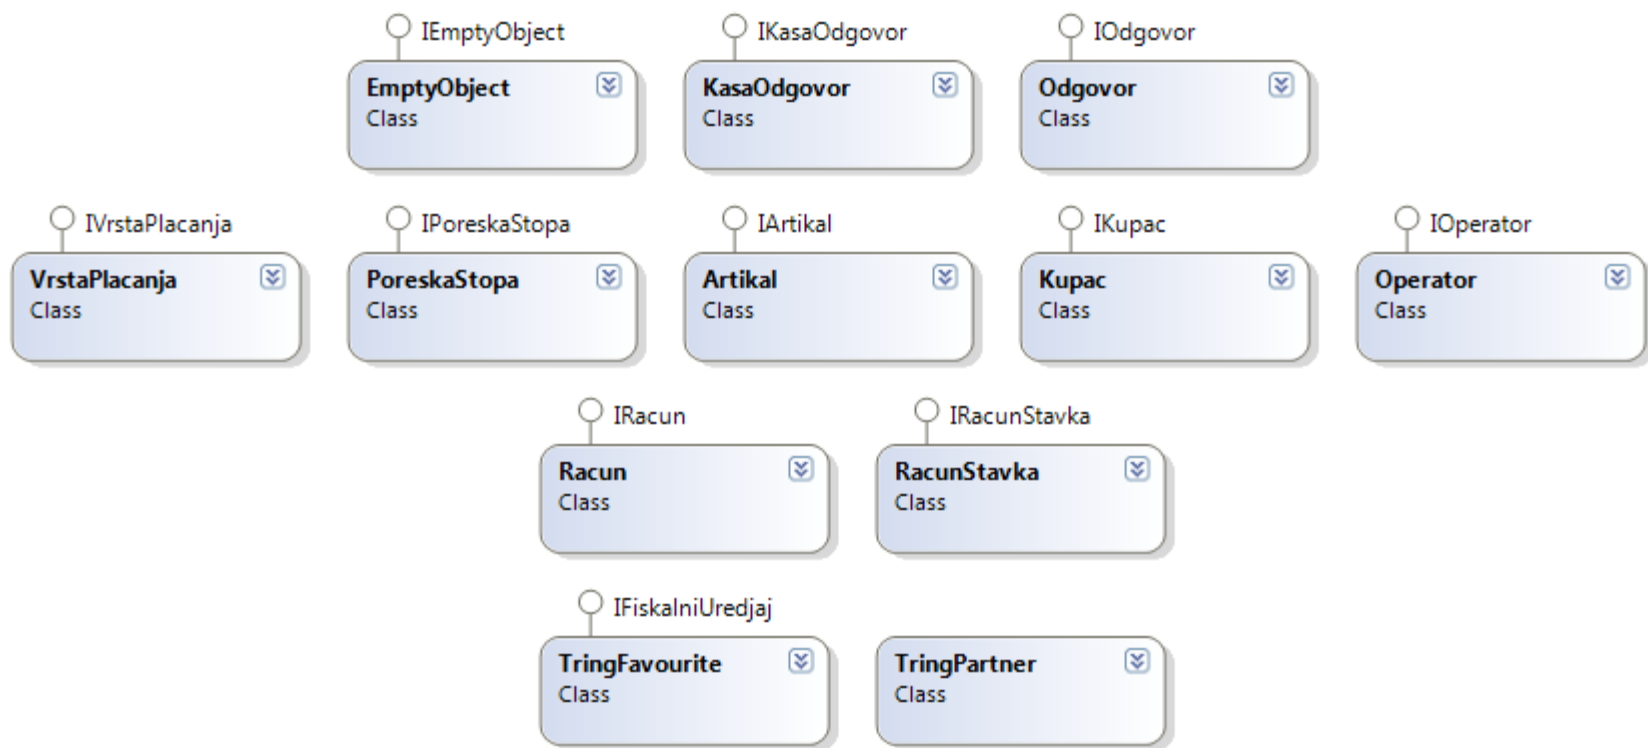 IEmptyObject
IKasaOdgovor
IOdgovor
EmptyObject
Class
KasaOdgovor
Class
Odgovor
Class
IVrstaPlacanja
IPoreskaStopa
IArtikal
IKupac
IOperator
VrstaPlacanja
Class
PoreskaStopa
Class
Artikal
Class
Kupac
Class
Operator
Class
IRacun
IRacunStavka
Racun
Class
RacunStavka
Class
IFiskalniUredjaj
TringFavourite
Class
TringPartner
Class